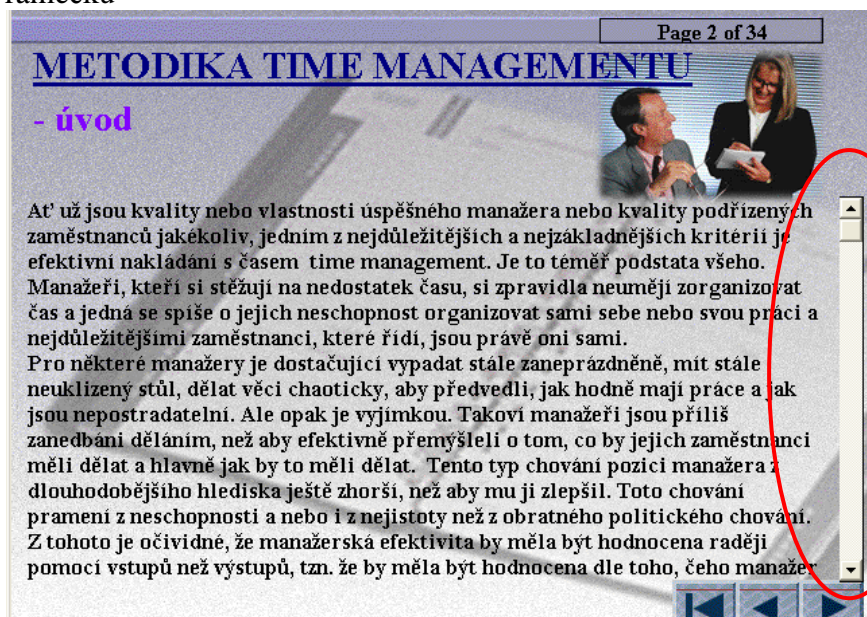 rámečku
Page 2 of 34
METODIKA TIME MANAGEMENTU
- úvod
Ať už jsou kvality nebo vlastnosti úspěšného manažera nebo kvality podřízených
zaměstnanců jakékoliv, jedním z nejdůležitějších a nejzákladnějších kritérií je
efektivní nakládání s časem  time management. Je to téměř podstata všeho.
Manažeři, kteří si stěžují na nedostatek času, si zpravidla neumějí zorganizovat
čas a jedná se spíše o jejich neschopnost organizovat sami sebe nebo svou práci a
nejdůležitějšími zaměstnanci, které řídí, jsou právě oni sami.
Pro některé manažery je dostačující vypadat stále zaneprázdněně, mít stále
neuklizený stůl, dělat věci chaoticky, aby předvedli, jak hodně mají práce a jak
jsou nepostradatelní. Ale opak je vyjímkou. Takoví manažeři jsou příliš
zanedbáni děláním, než aby efektivně přemýšleli o tom, co by jejich zaměstnanci
měli dělat a hlavně jak by to měli dělat.  Tento typ chování pozici manažera z
dlouhodobějšího hlediska ještě zhorší, než aby mu ji zlepšil. Toto chování
pramení z neschopnosti a nebo i z nejistoty než z obratného politického chování.
Z tohoto je očividné, že manažerská efektivita by měla být hodnocena raději
pomocí vstupů než výstupů, tzn. že by měla být hodnocena dle toho, čeho manažer